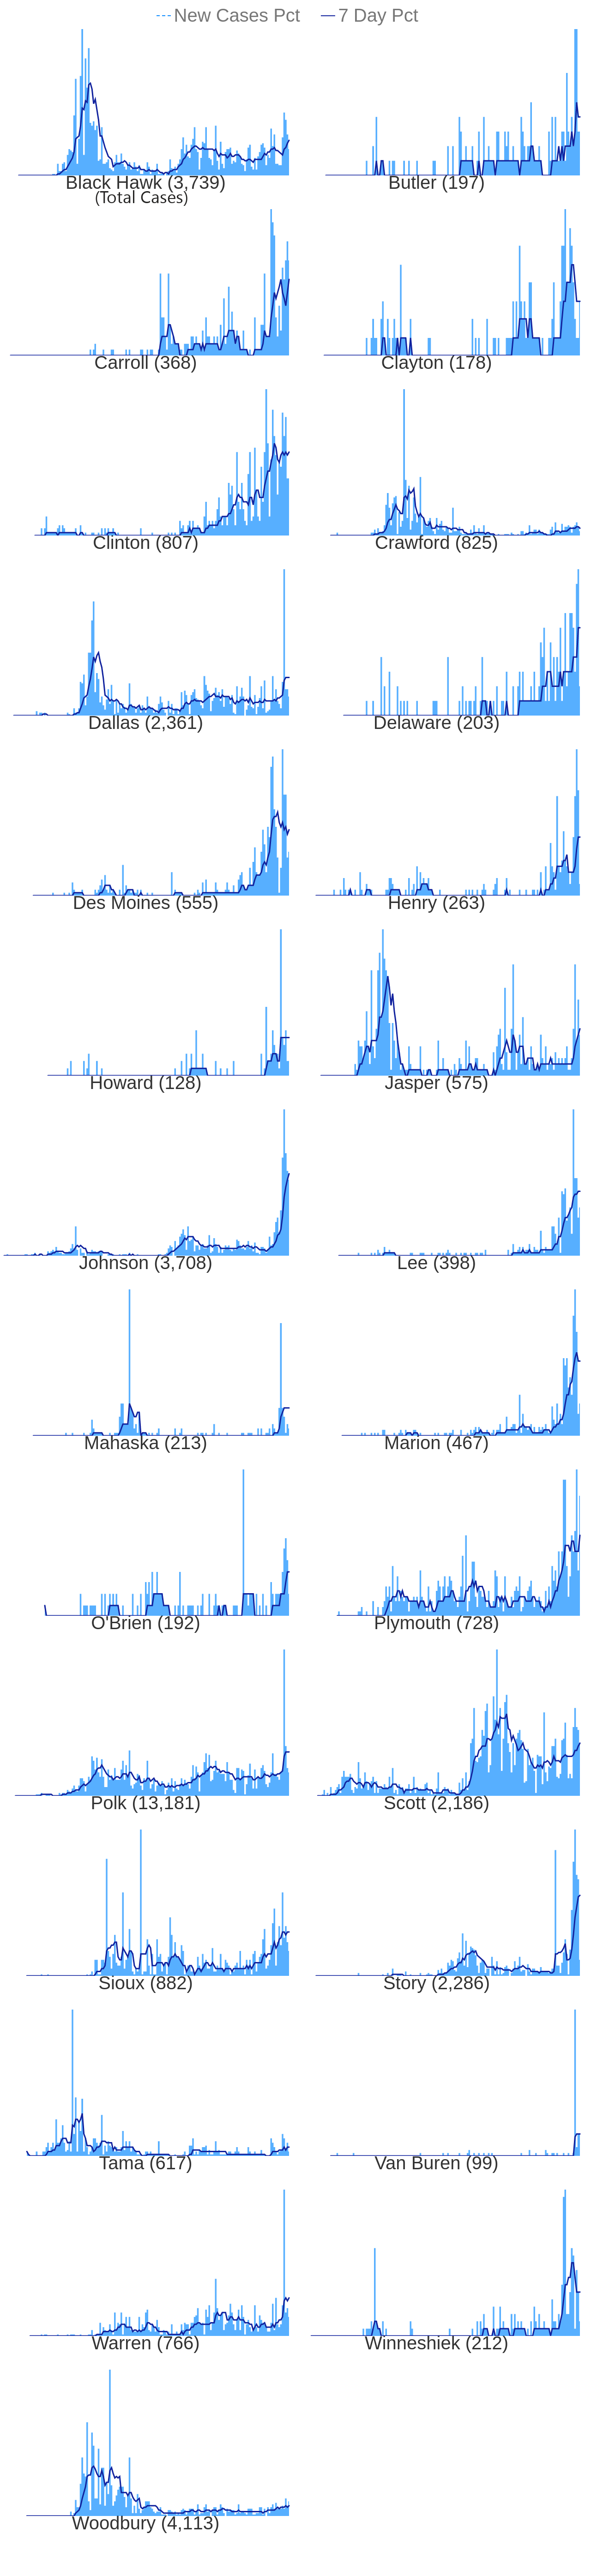 New Cases Pct 7 Day Pct
Black Hawk (3,739) Butler (197)
(Total Cases)
Carroll (368) Clayton (178)
Clinton (807) Crawford (825)
Dallas (2,361) Delaware (203)
Des Moines (555) Henry (263)
Howard (128) Jasper (575)
Johnson (3,708) Lee (398)
Mahaska (213) Marion (467)
O'Brien (192) Plymouth (728)
Polk (13,181) Scott (2,186)
Sioux (882) Story (2,286)
Tama (617) Van Buren (99)
Warren (766) Winneshiek (212)
Woodbury (4,113)